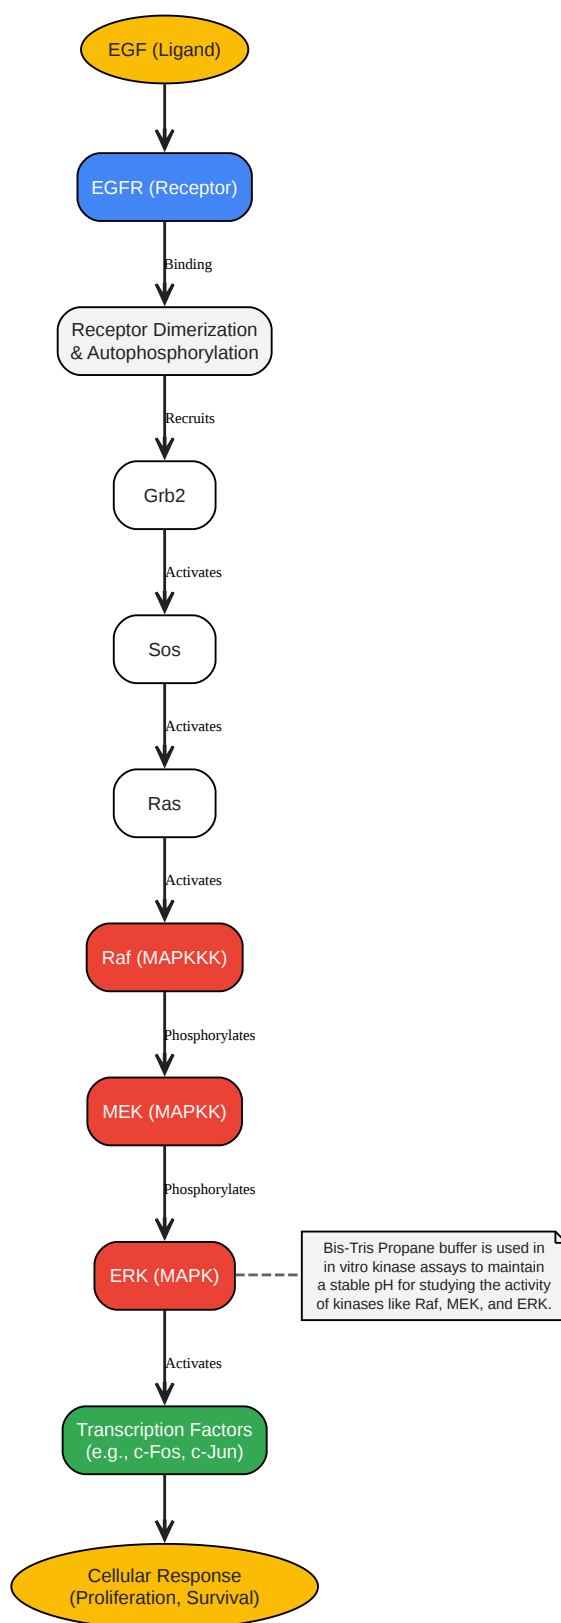 EGF (Ligand)
EGFR (Receptor)
Binding
Receptor Dimerization
& Autophosphorylation
Recruits
Grb2
Activates
Sos
Activates
Ras
Activates
Raf (MAPKKK)
Phosphorylates
MEK (MAPKK)
Phosphorylates
ERK (MAPK)
Bis-Tris Propane buffer is used in
in vitro kinase assays to maintain
a stable pH for studying the activity
of kinases like Raf, MEK, and ERK.
Activates
Transcription Factors
(e.g., c-Fos, c-Jun)
Cellular Response
(Proliferation, Survival)